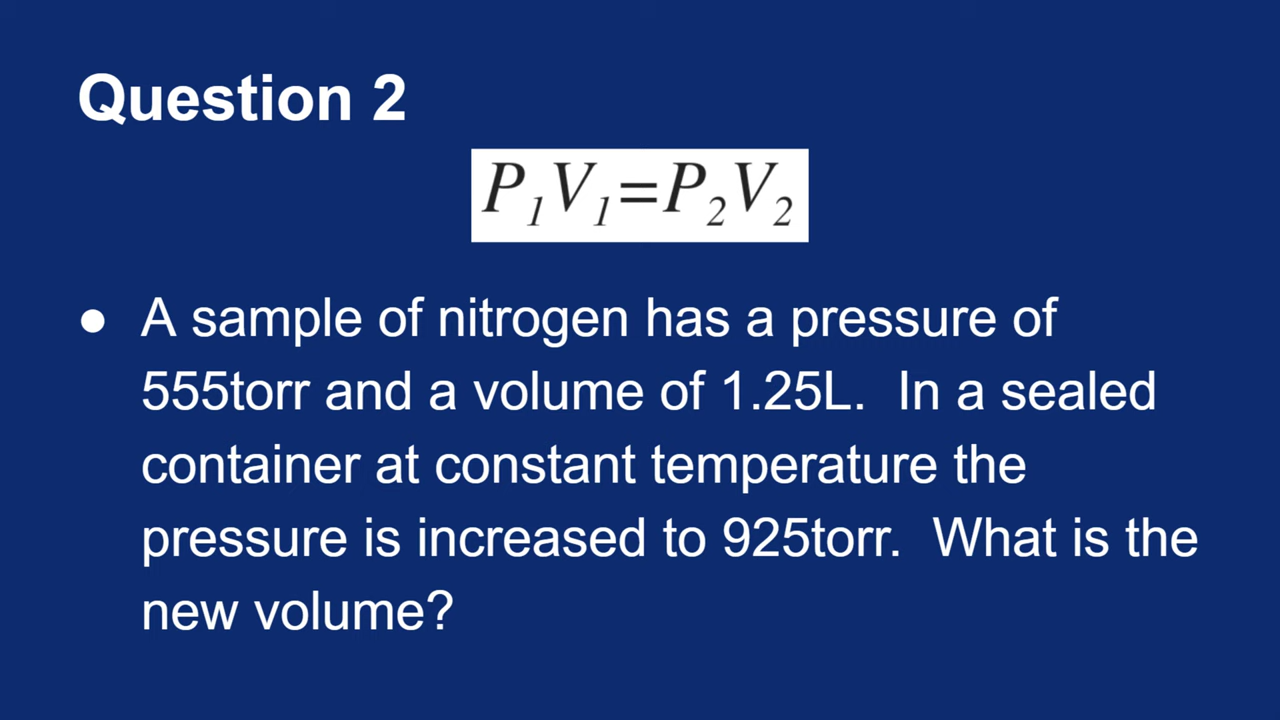 Question 2
P₁V₁=P₂V₂
● A sample of nitrogen has a pressure of
555torr and a volume of 1.25L.  In a sealed
container at constant temperature the
pressure is increased to 925torr.  What is the
new volume?